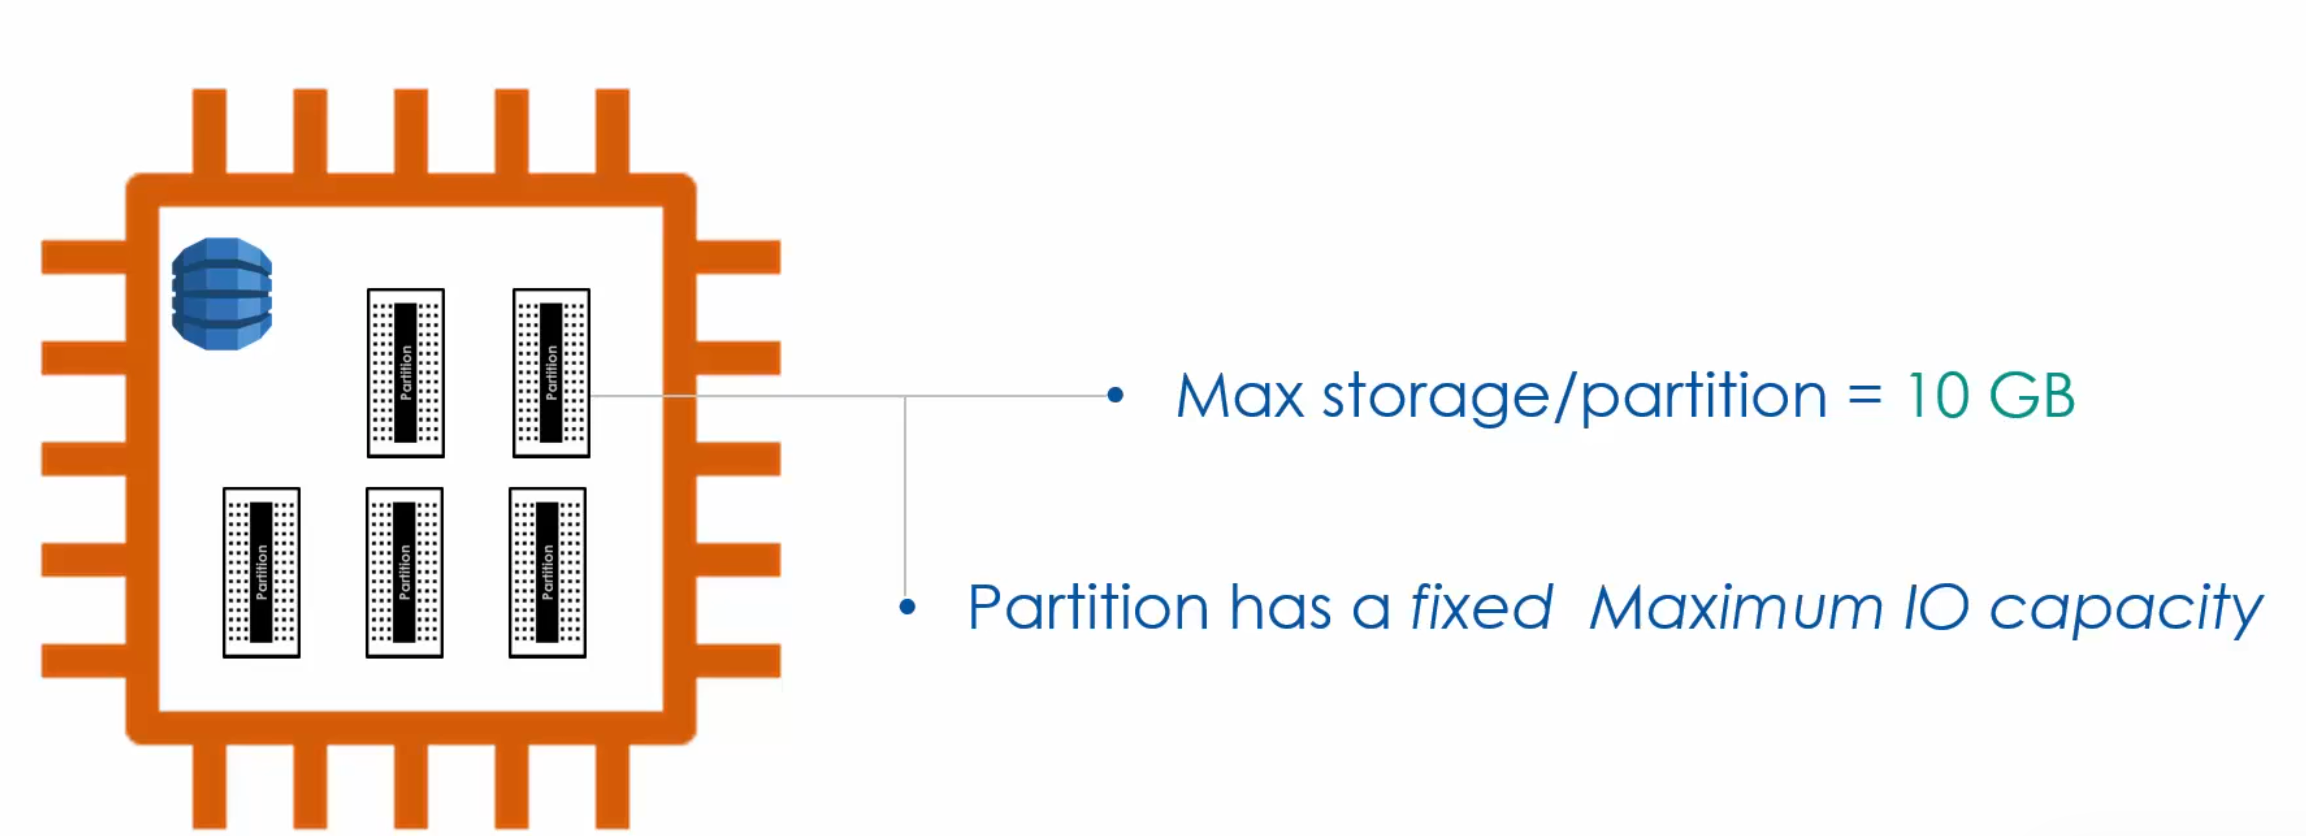 Partition
Partition
Max storage/partition = 10 GB
Partition
Partition
Partition
Partition has a fixed Maximum IO capacity